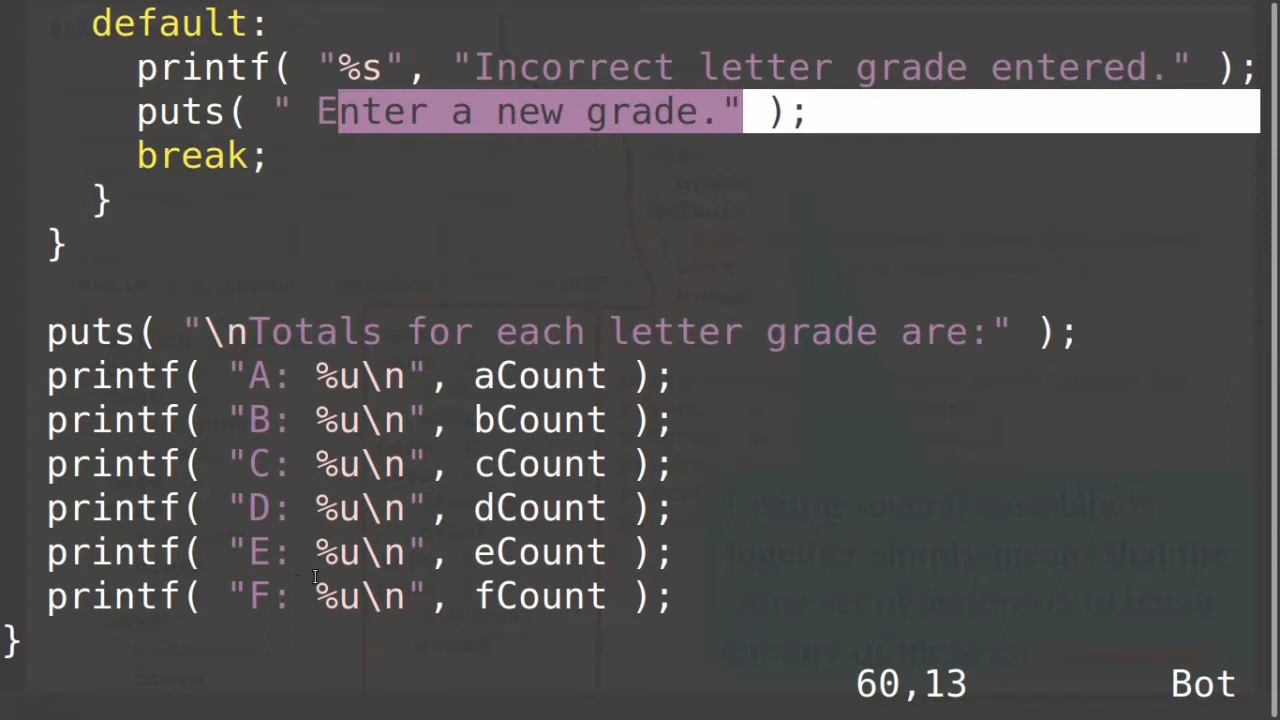 default:
printf( "%s", "Incorrect letter grade entered." );
puts( " Enter a new grade." );
break;
}
}
puts( "\nTotals for each letter grade are:" );
printf( "A: %u\n", aCount );
printf( "B: %u\n", bCount );
printf( "C: %u\n", cCount );
printf( "D: %u\n", dCount );
printf( "E: %u\n", eCount );
printf( "F: %u\n", fCount );
}
60,13 Bot